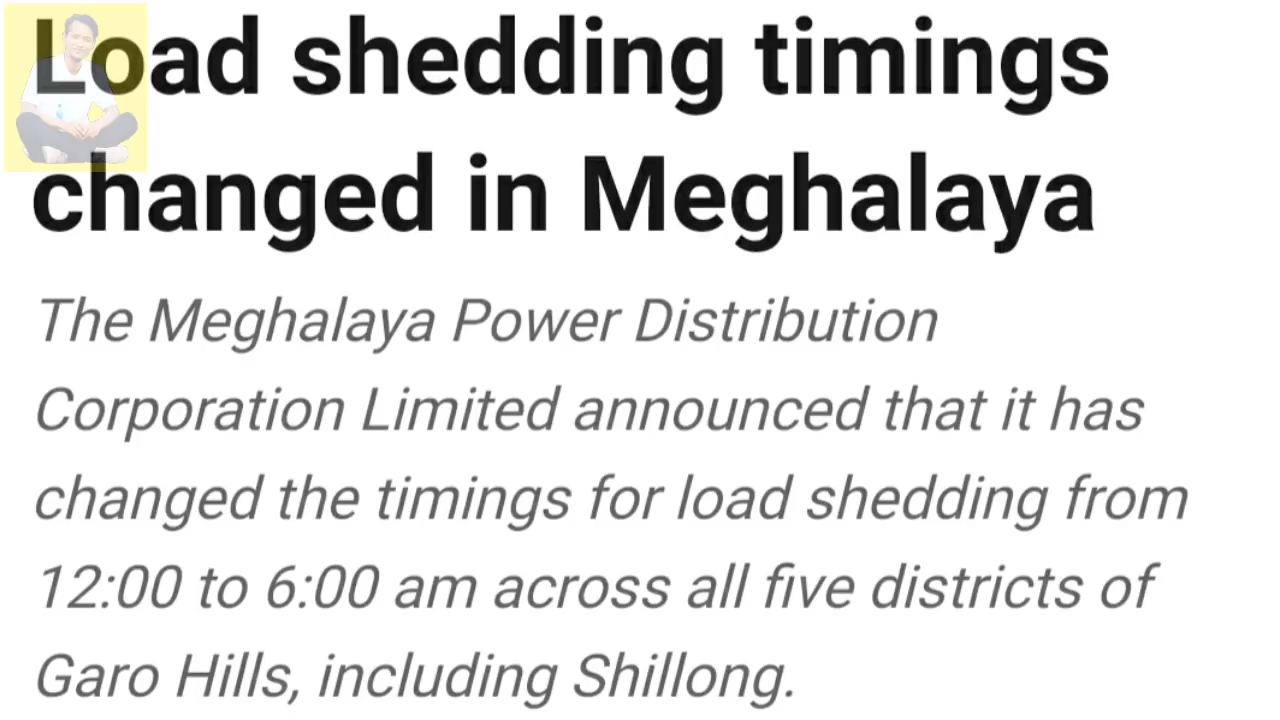 Load shedding timings
changed in Meghalaya
The Meghalaya Power Distribution
Corporation Limited announced that it has
changed the timings for load shedding from
12:00 to 6:00 am across all five districts of
Garo Hills, including Shillong.